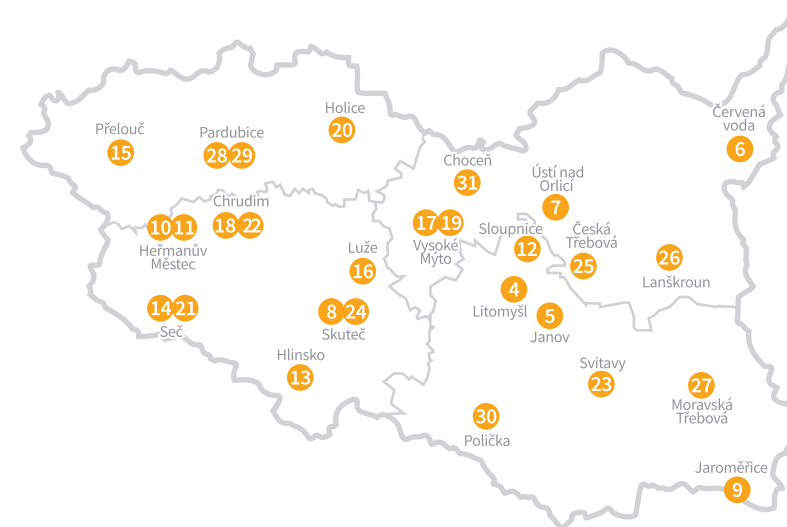 Holice
20
Přelouč
15
Pardubice
28 29
Červená
voda
6
Choceň
31
Ústí nad
Orlicí
7
Chrudim
18 22
10 11
Heřmanův
Městec
17 19
Vysoké
Mýto
Sloupnice
12
Česká
Třebová
25
Luže
16
26
Lanškroun
4
Litomyšl
5
Janov
14 21
Seč
8 24
Skuteč
Hlinsko
13
Svitavy
23
27
Moravská
Třebová
30
Polička
Jaroměřice
9